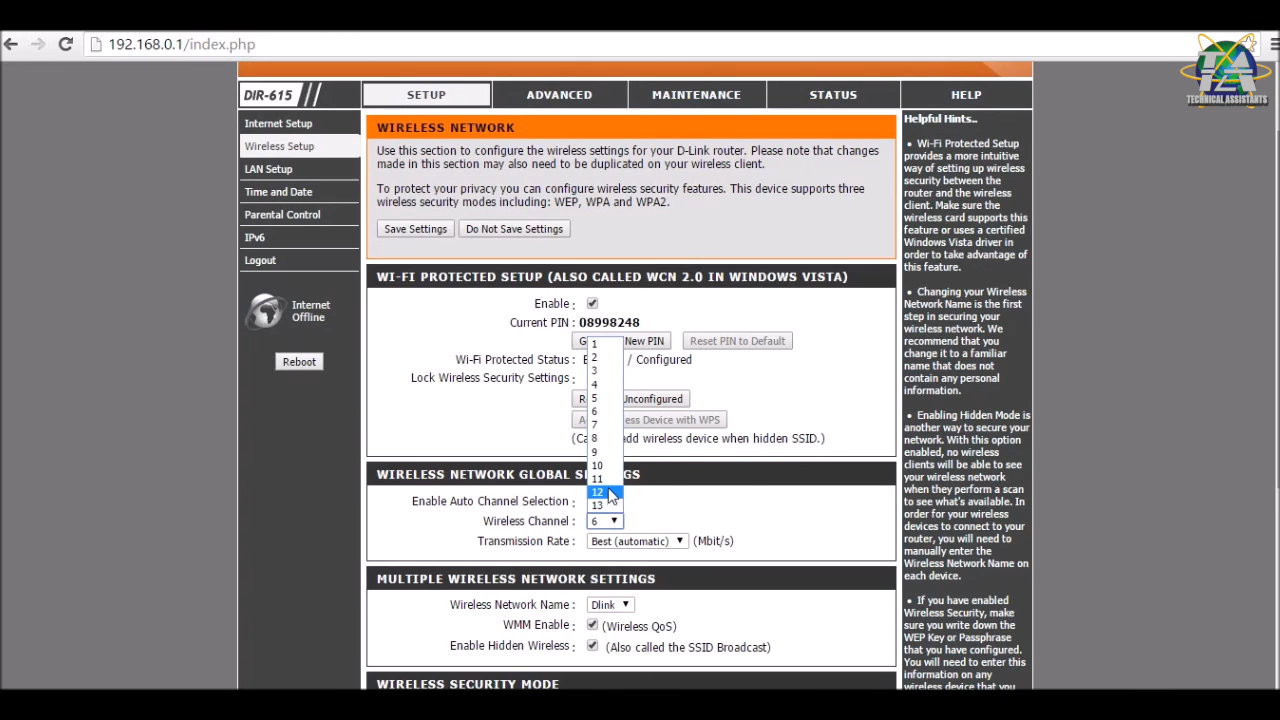 192.168.0.1/index.php
TA
TECHNICAL ASSISTANTS
DIR-615
SETUP
ADVANCED
MAINTENANCE
STATUS
HELP
Internet Setup
Wireless Setup
LAN Setup
Time and Date
Parental Control
IPv6
Logout
Internet
Offline
Reboot
WIRELESS NETWORK
Use this section to configure the wireless settings for your D-Link router. Please note that changes
made in this section may also need to be duplicated on your wireless client.
To protect your privacy you can configure wireless security features. This device supports three
wireless security modes including: WEP, WPA and WPA2.
Save Settings
Do Not Save Settings
WI-FI PROTECTED SETUP (ALSO CALLED WCN 2.0 IN WINDOWS VISTA)
Enable :
Current PIN : 08998248
New PIN
Reset PIN to Default
Wi-Fi Protected Status : / Configured
Lock Wireless Security Settings :
Unconfigured
Device with WPS
add wireless device when hidden SSID.)
1
2
3
4
5
6
7
8
9
10
11
12
13
WIRELESS NETWORK GLOBAL
Enable Auto Channel Selection :
Wireless Channel : 6
Transmission Rate : Best (automatic) (Mbit/s)
MULTIPLE WIRELESS NETWORK SETTINGS
Wireless Network Name : Dlink
WMM Enable : (Wireless QoS)
Enable Hidden Wireless : (Also called the SSID Broadcast)
WIRELESS SECURITY MODE
Helpful Hints..
• Wi-Fi Protected Setup
provides a more intuitive
way of setting up wireless
security between the
router and the wireless
client. Make sure the
wireless card supports this
feature or uses a certified
Windows Vista driver in
order to take advantage of
this feature.
• Changing your Wireless
Network Name is the first
step in securing your
wireless network. We
recommend that you
change it to a familiar
name that does not
contain any personal
information.
• Enabling Hidden Mode is
another way to secure your
network. With this option
enabled, no wireless
clients will be able to see
your wireless network
when they perform a scan
to see what's available. In
order for your wireless
devices to connect to your
router, you will need to
manually enter the
Wireless Network Name on
each device.
• If you have enabled
Wireless Security, make
sure you write down the
WEP Key or Passphrase
that you have configured.
You will need to enter this
information on any
wireless device that you